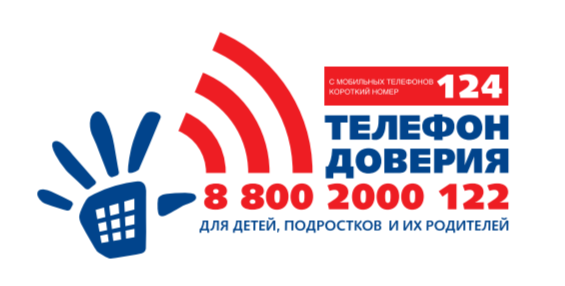 С МОБИЛЬНЫХ ТЕЛЕФОНОВ
КОРОТКИЙ НОМЕР 124
ТЕЛЕФОН
ДОВЕРИЯ
8 800 2000 122
ДЛЯ ДЕТЕЙ, ПОДРОСТКОВ И ИХ РОДИТЕЛЕЙ